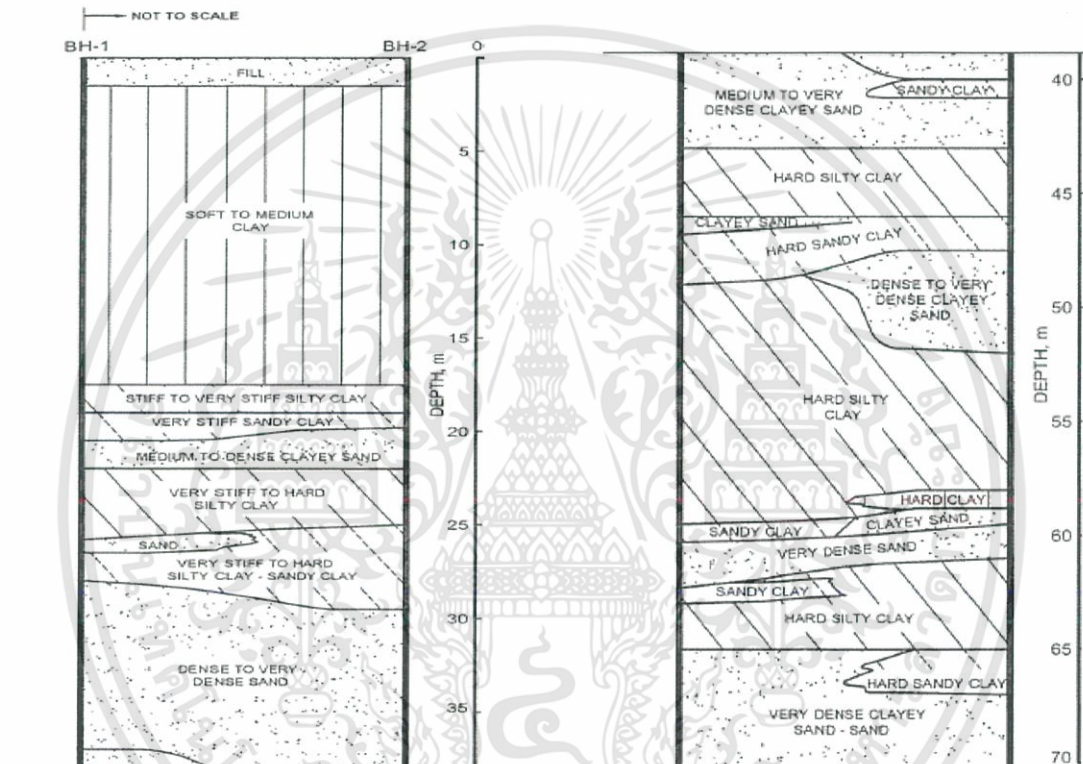 NOT TO SCALE
BH-1
BH-2
FILL
SOFT TO MEDIUM
CLAY
STIFF TO VERY STIFF SILTY CLAY
VERY STIFF SANDY CLAY
MEDIUM TO DENSE CLAYEY SAND
VERY STIFF TO HARD
SILTY CLAY
SAND
VERY STIFF TO HARD
SILTY CLAY - SANDY CLAY
DENSE TO VERY
DENSE SAND
0
5
10
15
20
25
30
35
DEPTH, m
MEDIUM TO VERY
DENSE CLAYEY SAND
SANDY CLAY
HARD SILTY CLAY
CLAYEY SAND
HARD SANDY CLAY
DENSE TO VERY
DENSE CLAYEY
SAND
HARD SILTY
CLAY
HARD CLAY
SANDY CLAY
CLAYEY SAND
VERY DENSE SAND
SANDY CLAY
HARD SILTY CLAY
HARD SANDY CLAY
VERY DENSE CLAYEY
SAND - SAND
40
45
50
55
60
65
70
DEPTH, m